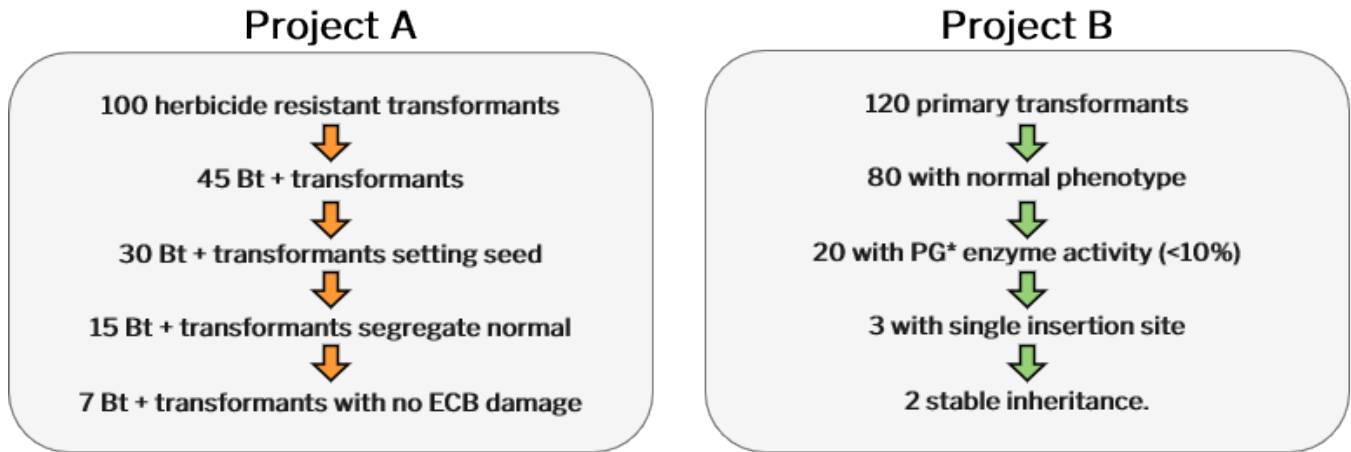 Project A
100 herbicide resistant transformants
45 Bt + transformants
30 Bt + transformants setting seed
15 Bt + transformants segregate normal
7 Bt + transformants with no ECB damage
Project B
120 primary transformants
80 with normal phenotype
20 with PG* enzyme activity (<10%)
3 with single insertion site
2 stable inheritance.